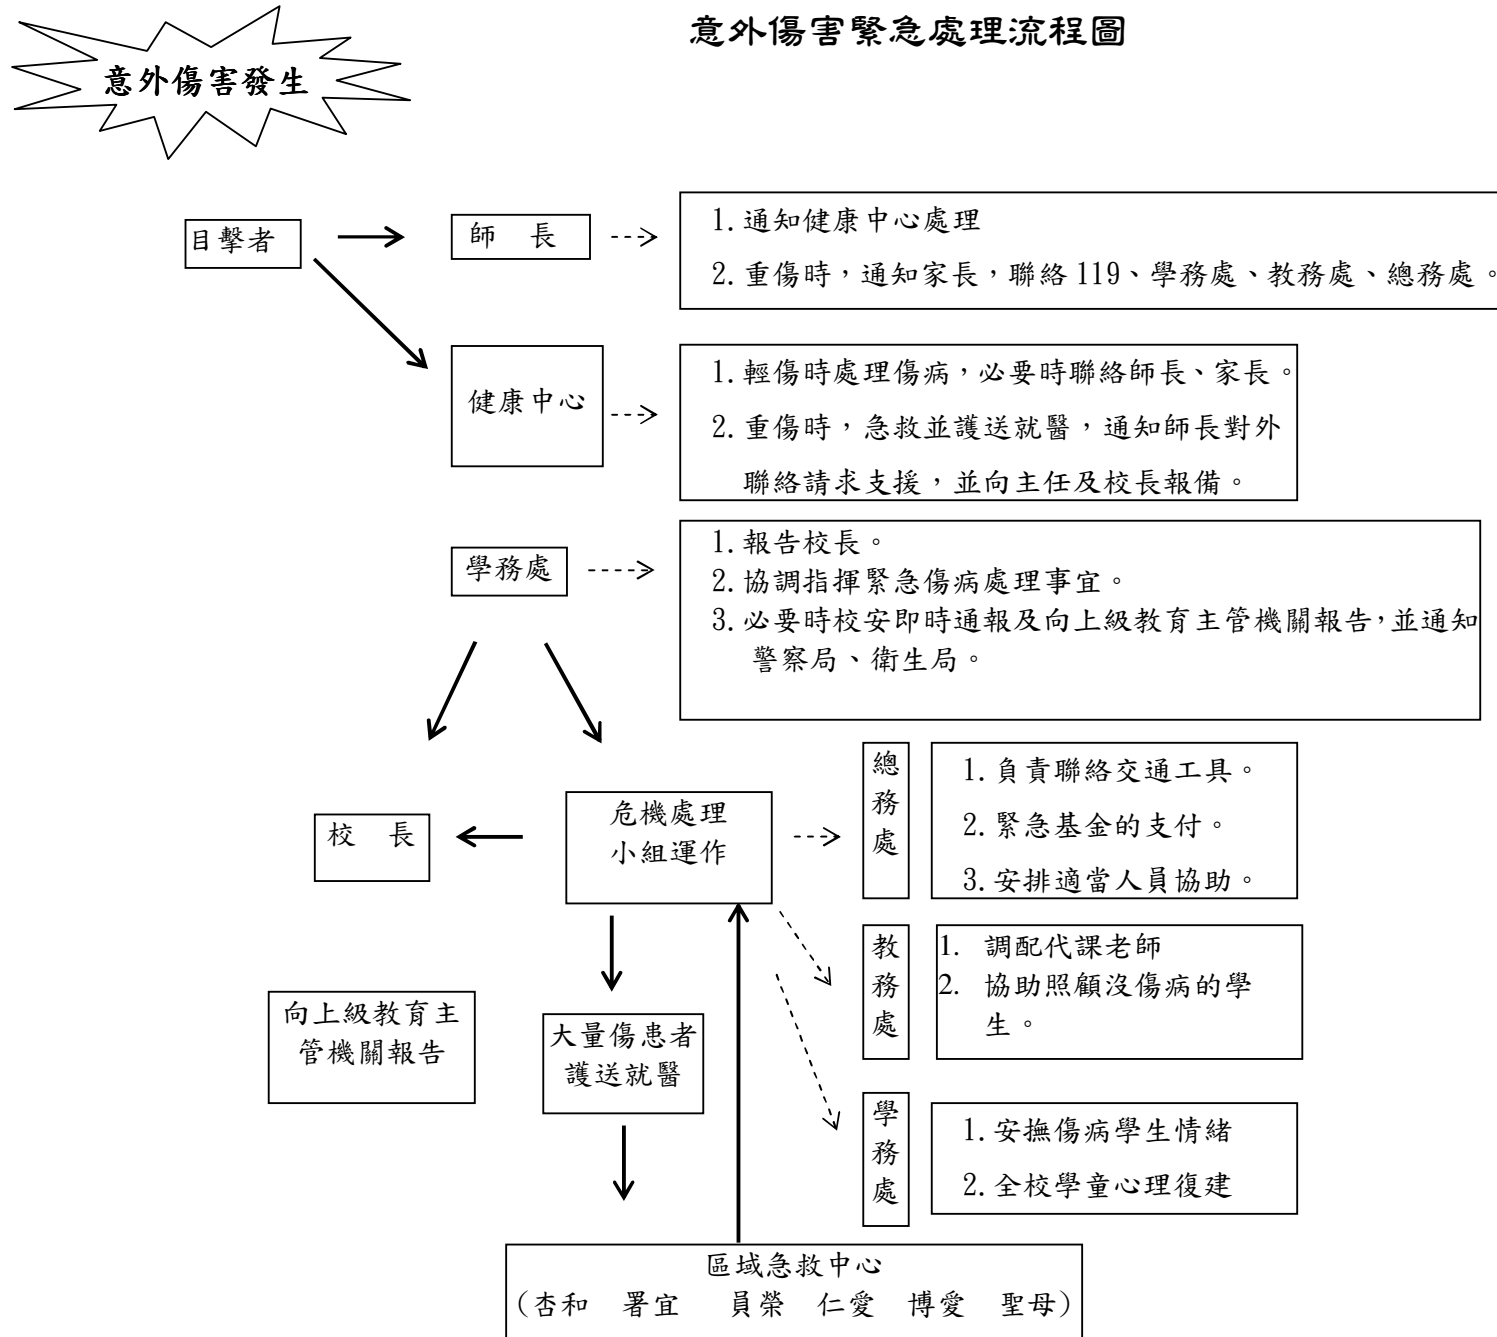 意外傷害緊急處理流程圖
意外傷害發生
目擊者
師　長
1.通知健康中心處理
2.重傷時，通知家長，聯絡119、學務處、教務處、總務處。
健康中心
1.輕傷時處理傷病，必要時聯絡師長、家長。
2.重傷時，急救並護送就醫，通知師長對外
聯絡請求支援，並向主任及校長報備。
學務處
1.報告校長。
2.協調指揮緊急傷病處理事宜。
3.必要時校安即時通報及向上級教育主管機關報告，並通知
警察局、衛生局。
校　長
危機處理
小組運作
總務處
1.負責聯絡交通工具。
2.緊急基金的支付。
3.安排適當人員協助。
教務處
1. 調配代課老師
2. 協助照顧沒傷病的學
生。
向上級教育主
管機關報告
大量傷患者
護送就醫
學務處
1.安撫傷病學生情緒
2.全校學童心理復建
區域急救中心
(杏和　署宜　員榮　仁愛　博愛　聖母)